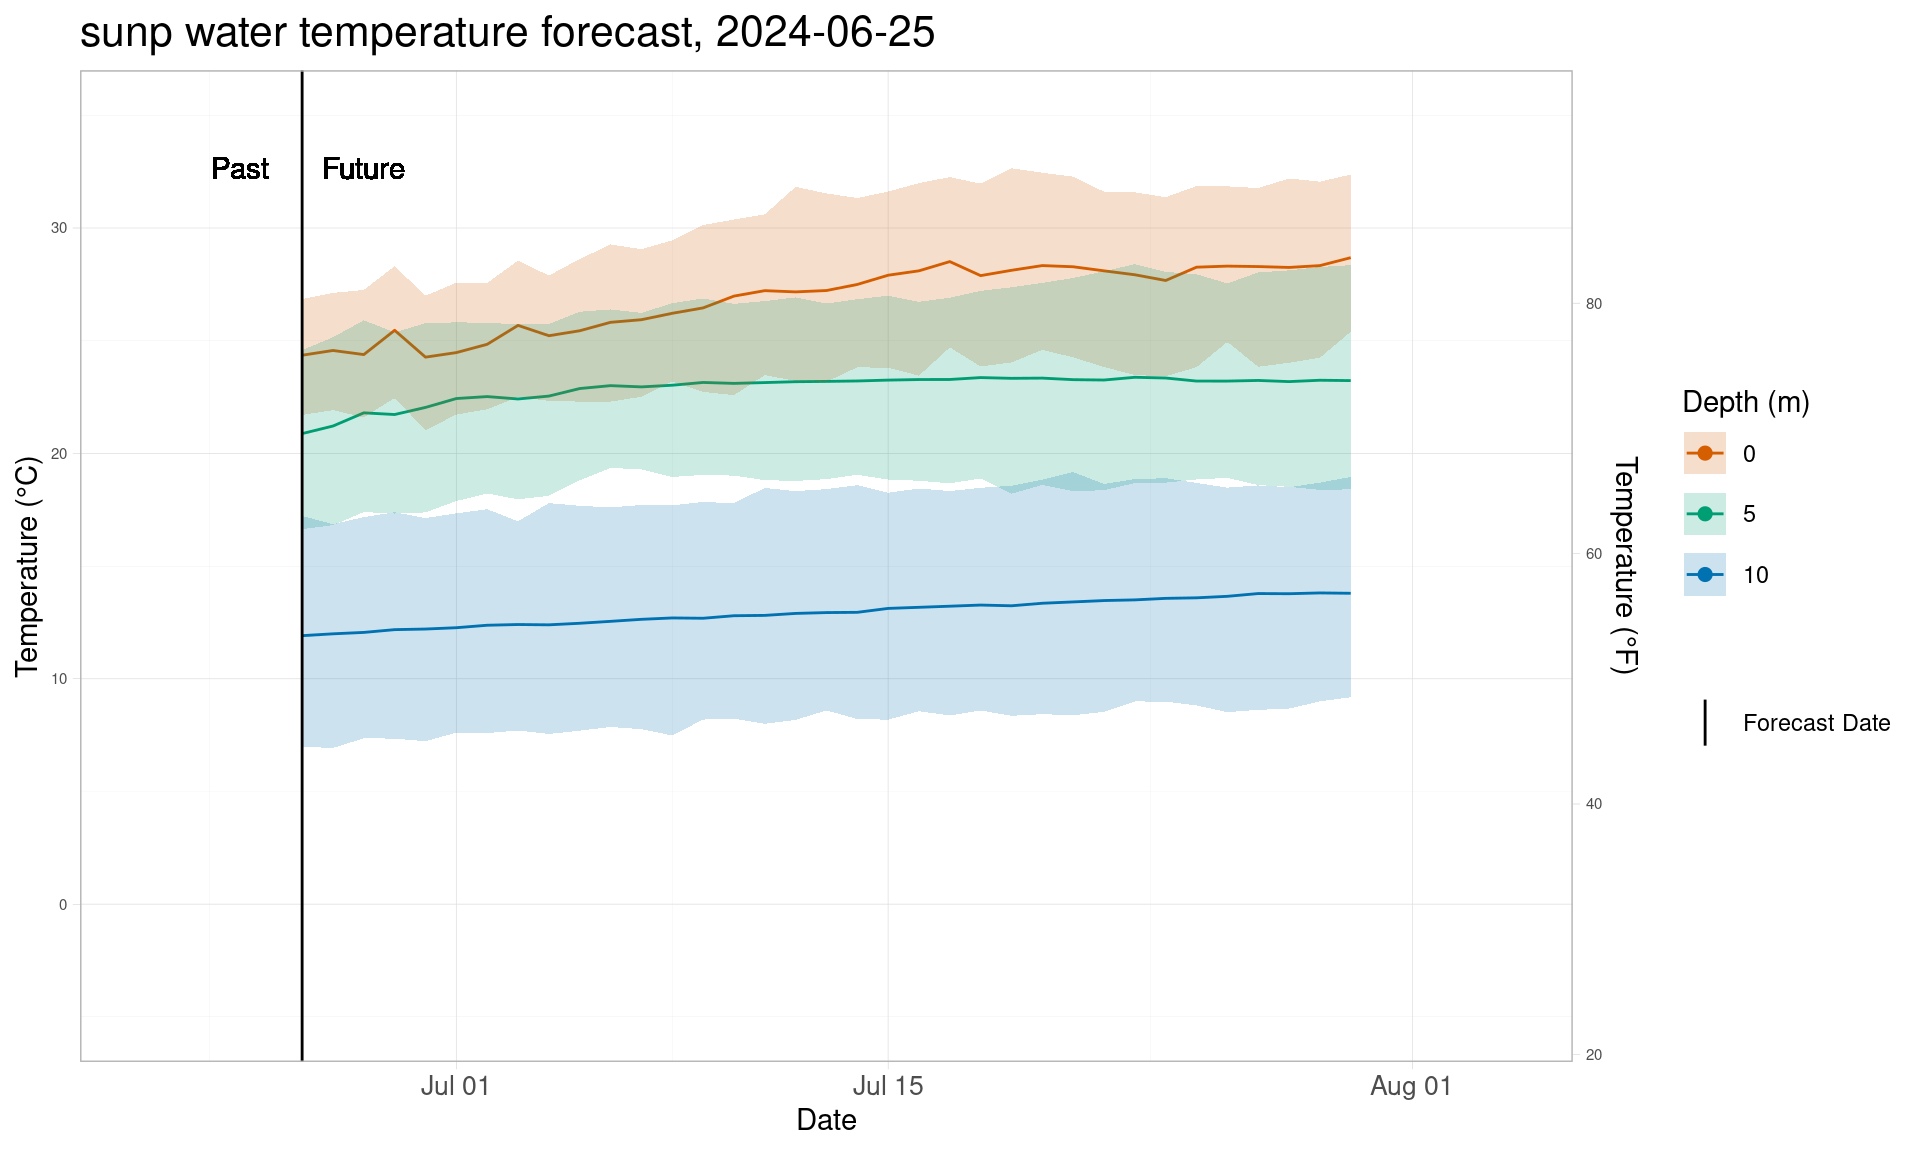 sunp water temperature forecast, 2024-06-25
Past
Future
30
20
10
0
Temperature (°C)
80
60
40
20
Temperature (°F)
Jul 01
Jul 15
Aug 01
Date
Depth (m)
0
5
10
Forecast Date